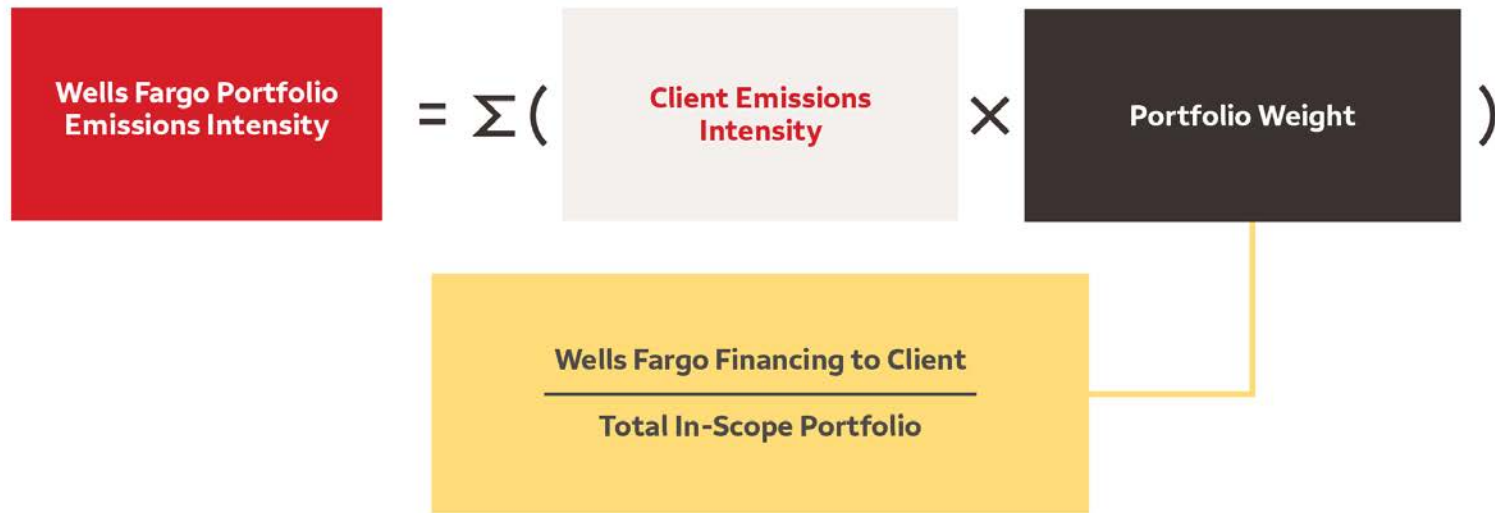 Wells Fargo Portfolio
Emissions Intensity
= Σ (
Client Emissions
Intensity
×
Portfolio Weight
)
Wells Fargo Financing to Client
Total In-Scope Portfolio